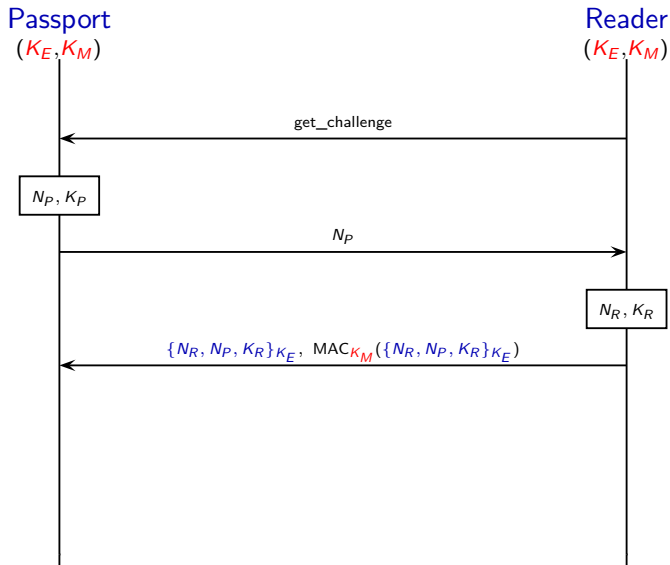 Passport Reader
(K_E,K_M) (K_E,K_M)
get_challenge
N_P, K_P
N_P
N_R, K_R
{N_R, N_P, K_R}_{K_E}, MAC_{K_M}({N_R, N_P, K_R}_{K_E})